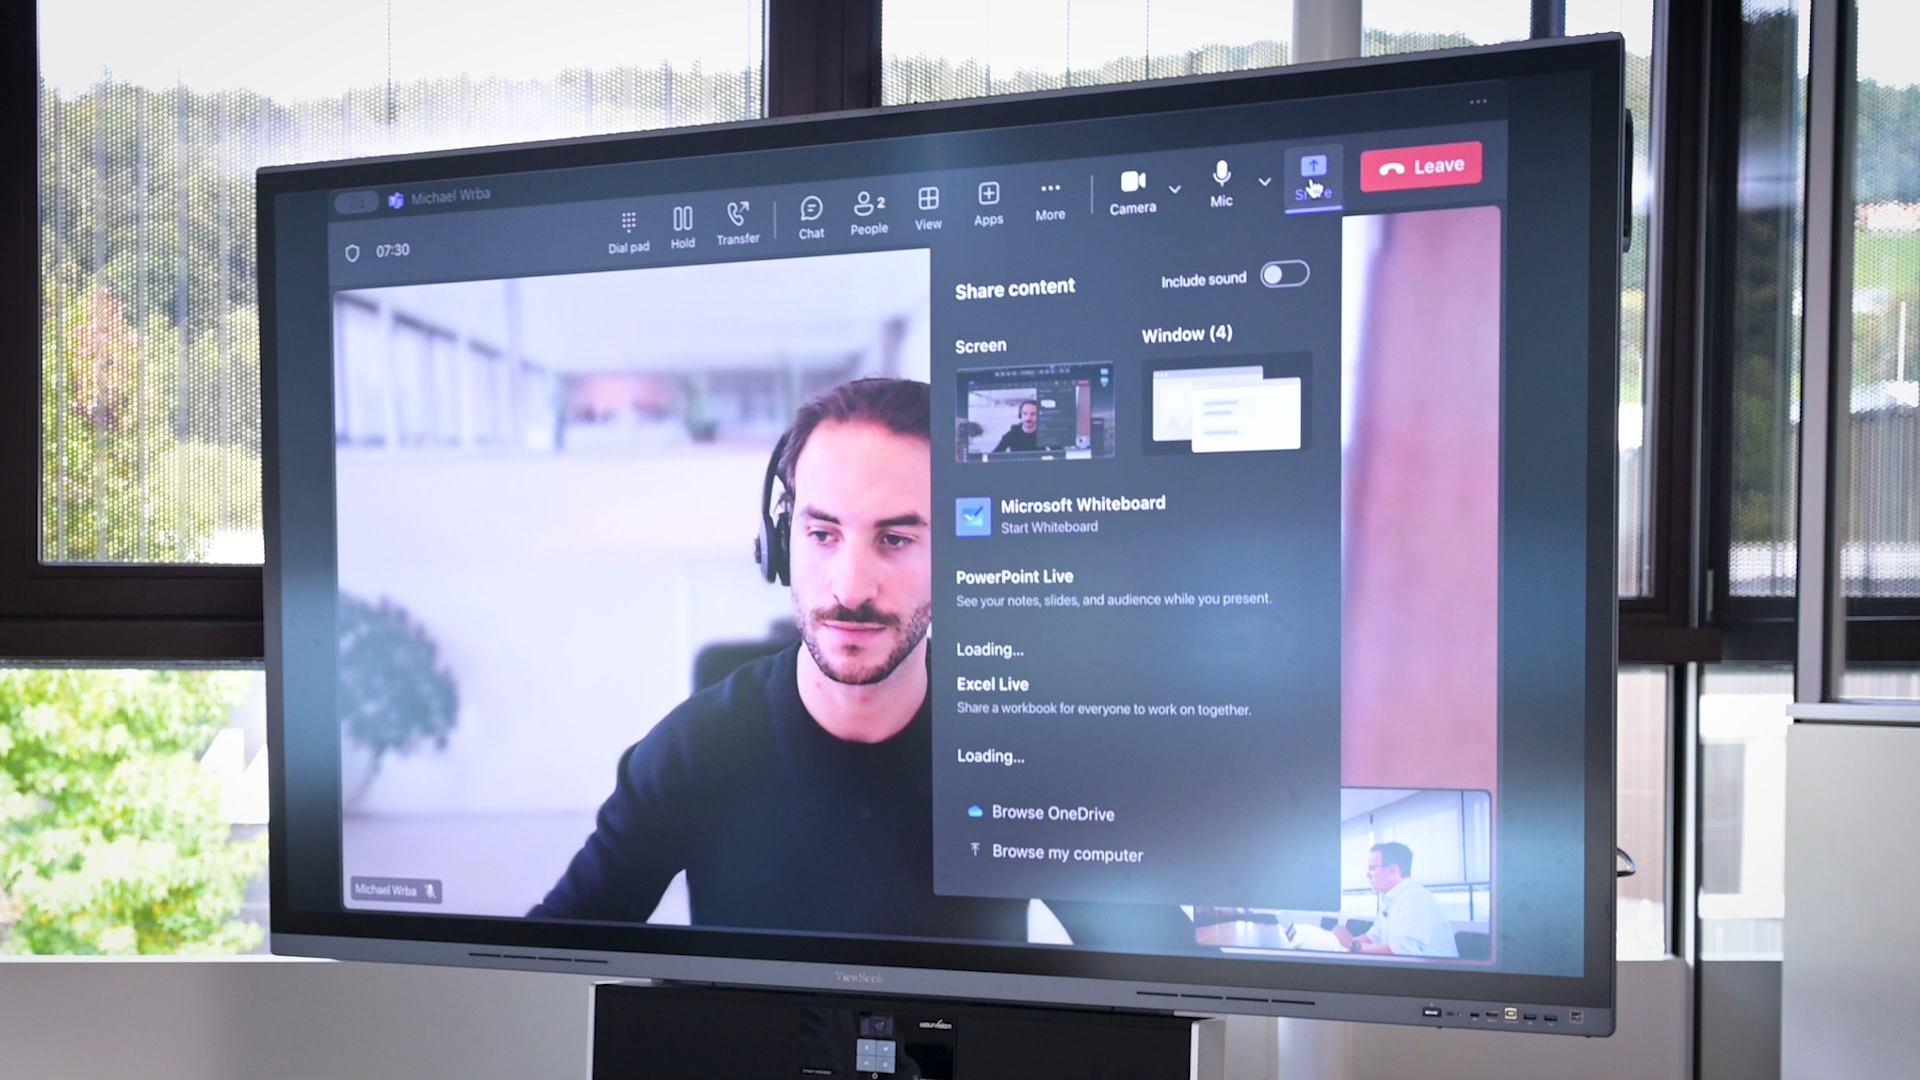 Michael Wrba
07:30
Dial pad
Hold
Transfer
Chat
People
2
View
Apps
More
Camera
Mic
Leave
Share content
Include sound
Screen
Window (4)
Microsoft Whiteboard
Start Whiteboard
PowerPoint Live
See your notes, slides, and audience while you present.
Loading...
Excel Live
Share a workbook for everyone to work on together.
Loading...
Browse OneDrive
Browse my computer
Michael Wrba
ViewSonic
wolfvision